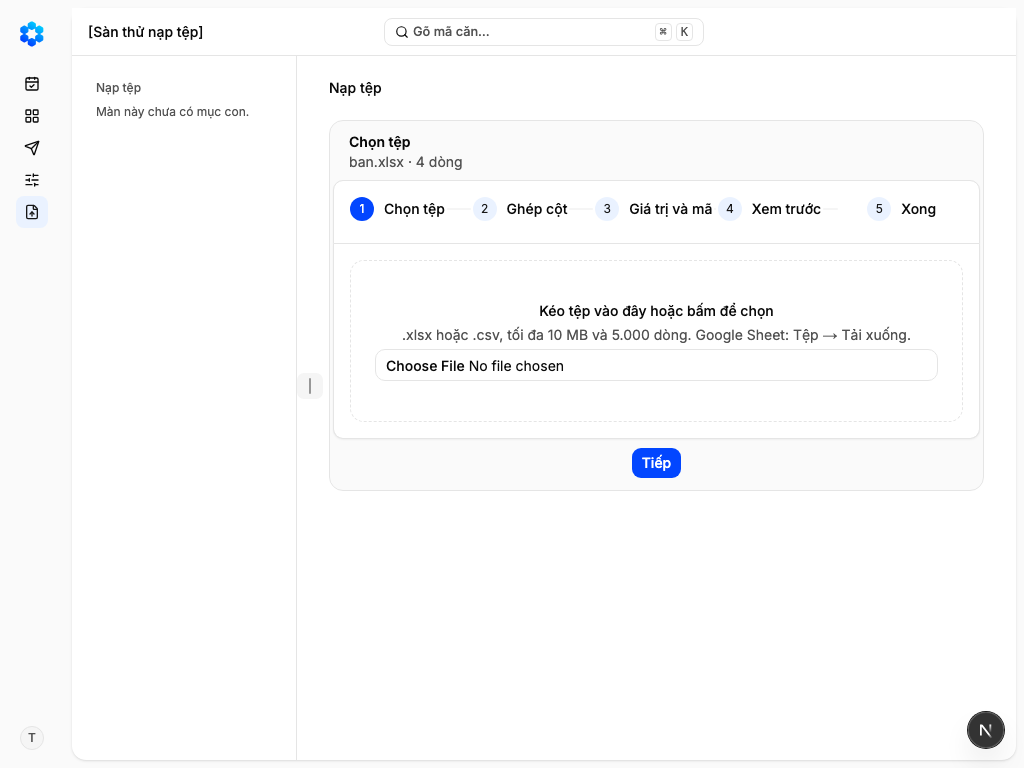 [Sàn thử nạp tệp]
Gõ mã căn...
⌘ K
Nạp tệp
Màn này chưa có mục con.
Nạp tệp
Chọn tệp
ban.xlsx · 4 dòng
1 Chọn tệp 2 Ghép cột 3 Giá trị và mã 4 Xem trước 5 Xong
Kéo tệp vào đây hoặc bấm để chọn
.xlsx hoặc .csv, tối đa 10 MB và 5.000 dòng. Google Sheet: Tệp → Tải xuống.
Choose File No file chosen
Tiếp
T
N